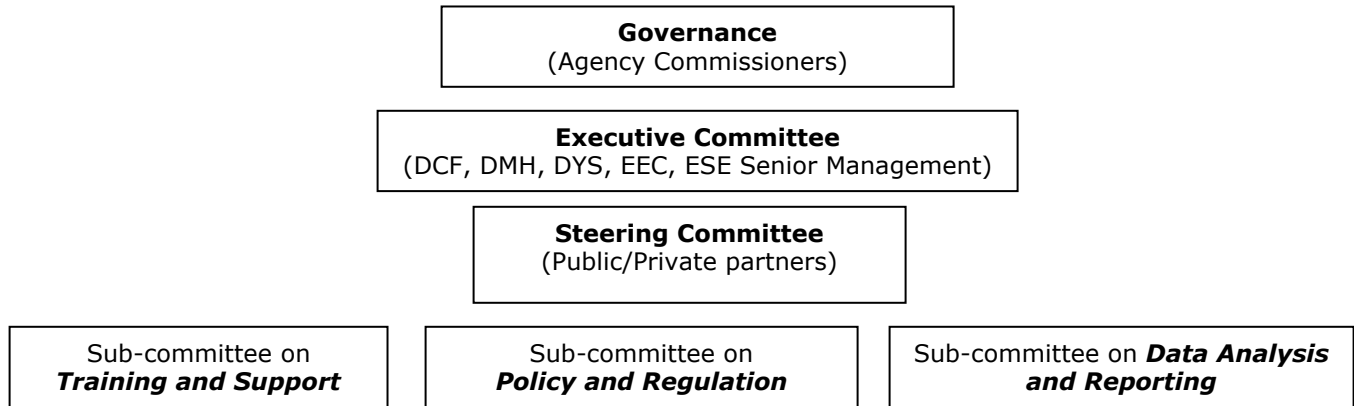 Governance
(Agency Commissioners)
Executive Committee
(DCF, DMH, DYS, EEC, ESE Senior Management)
Steering Committee
(Public/Private partners)
Sub-committee on
Training and Support
Sub-committee on
Policy and Regulation
Sub-committee on Data Analysis
and Reporting